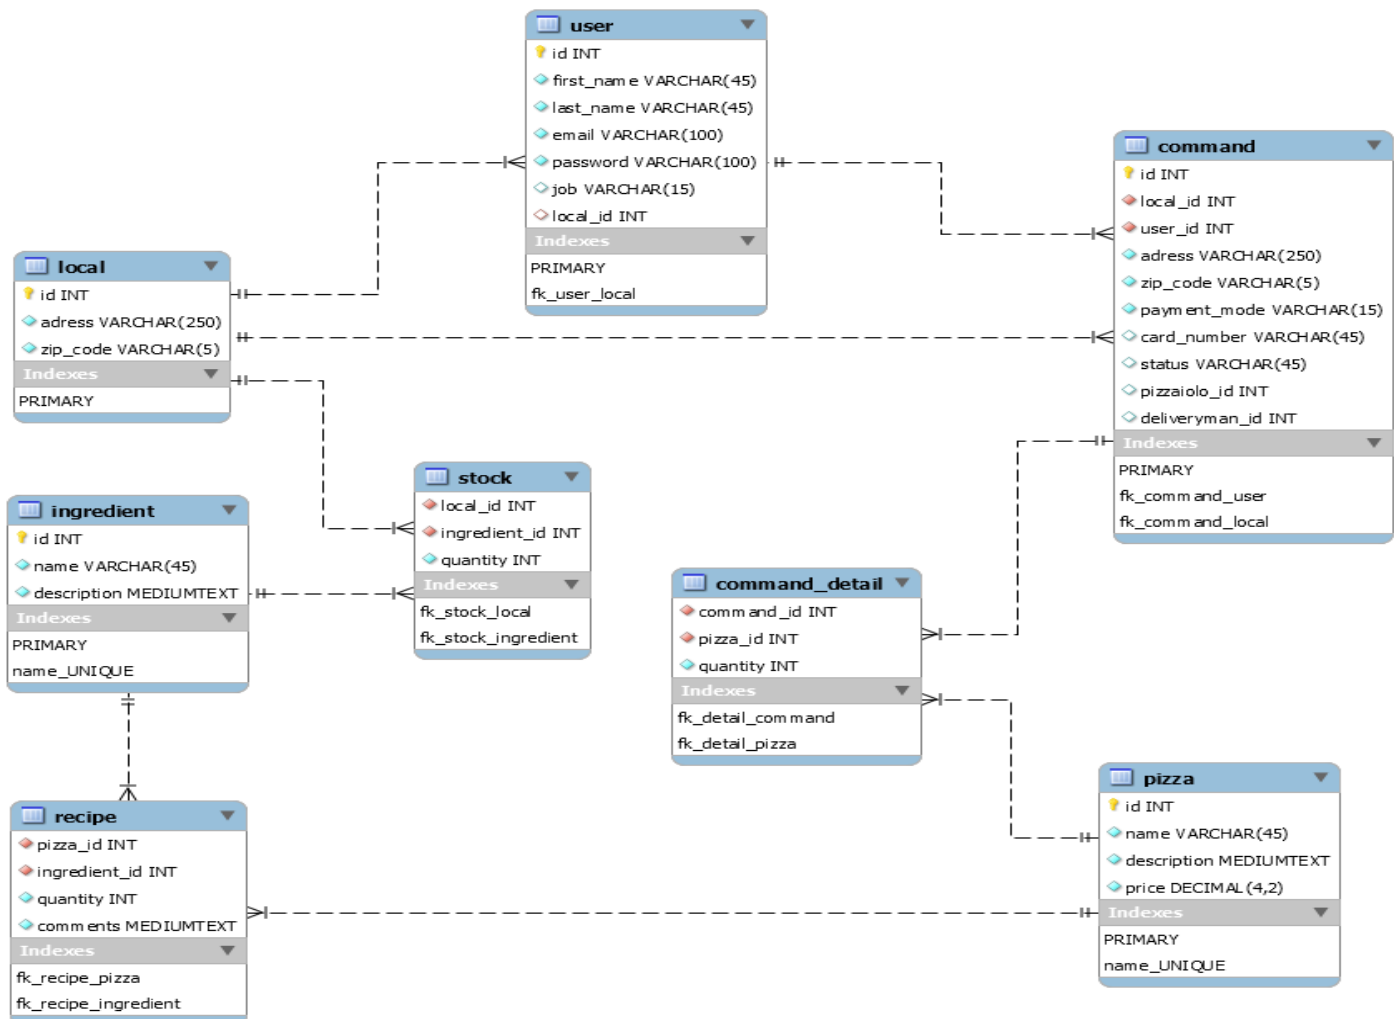 user
id INT
first_name VARCHAR(45)
last_name VARCHAR(45)
email VARCHAR(100)
password VARCHAR(100)
job VARCHAR(15)
local_id INT
Indexes
PRIMARY
fk_user_local
command
id INT
local_id INT
user_id INT
adress VARCHAR(250)
zip_code VARCHAR(5)
payment_mode VARCHAR(15)
card_number VARCHAR(45)
status VARCHAR(45)
pizzaiolo_id INT
deliveryman_id INT
Indexes
PRIMARY
fk_command_user
fk_command_local
local
id INT
adress VARCHAR(250)
zip_code VARCHAR(5)
Indexes
PRIMARY
stock
local_id INT
ingredient_id INT
quantity INT
Indexes
fk_stock_local
fk_stock_ingredient
ingredient
id INT
name VARCHAR(45)
description MEDIUMTEXT
Indexes
PRIMARY
name_UNIQUE
command_detail
command_id INT
pizza_id INT
quantity INT
Indexes
fk_detail_command
fk_detail_pizza
pizza
id INT
name VARCHAR(45)
description MEDIUMTEXT
price DECIMAL(4,2)
Indexes
PRIMARY
name_UNIQUE
recipe
pizza_id INT
ingredient_id INT
quantity INT
comments MEDIUMTEXT
Indexes
fk_recipe_pizza
fk_recipe_ingredient